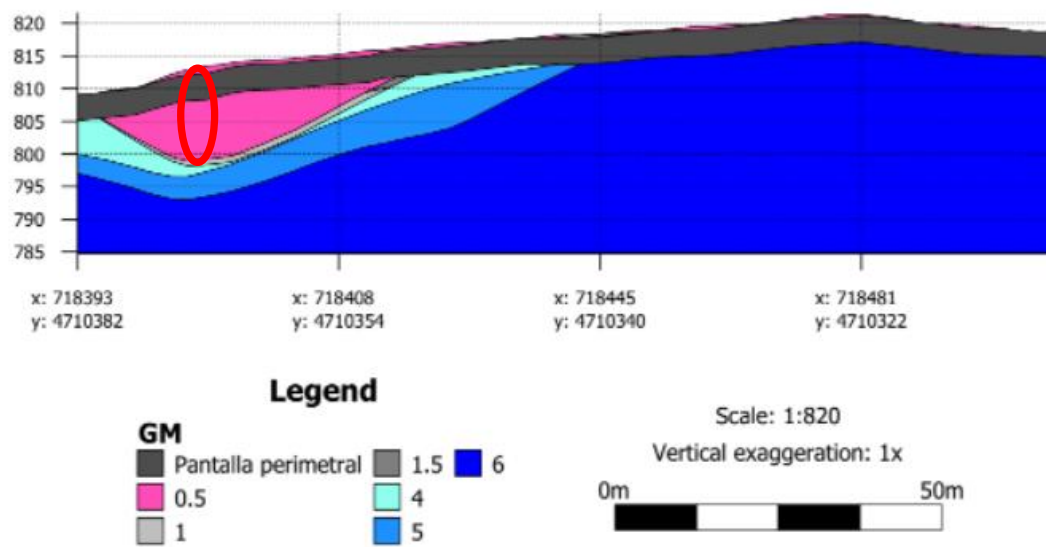 820
815
810
805
800
795
790
785
x: 718393
y: 4710382
x: 718408
y: 4710354
x: 718445
y: 4710340
x: 718481
y: 4710322
Legend
GM
Pantalla perimetral
0.5
1
1.5
4
5
6
Scale: 1:820
Vertical exaggeration: 1x
0m
50m